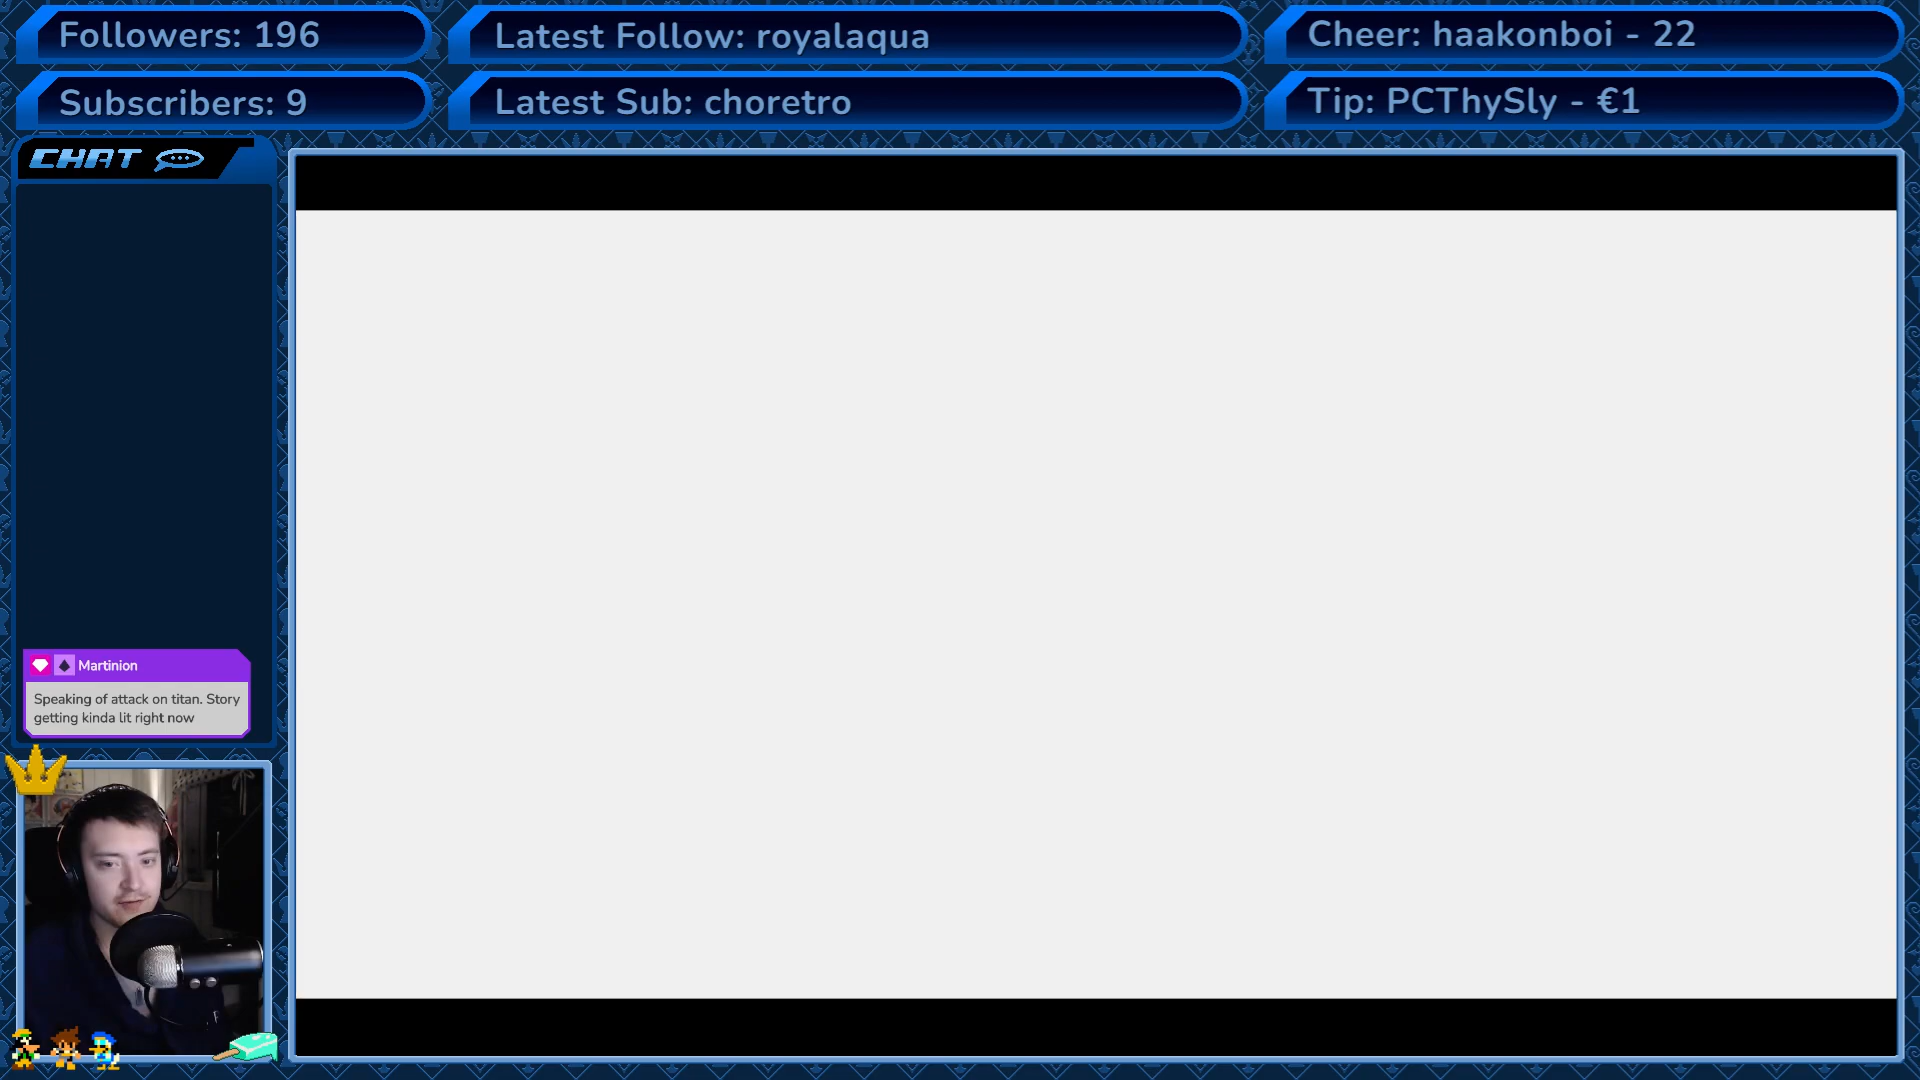 Followers: 196
Latest Follow: royalaqua
Cheer: haakonboi - 22
Subscribers: 9
Latest Sub: choretro
Tip: PCThySly - €1
CHAT
Martinion
Speaking of attack on titan. Story
getting kinda lit right now